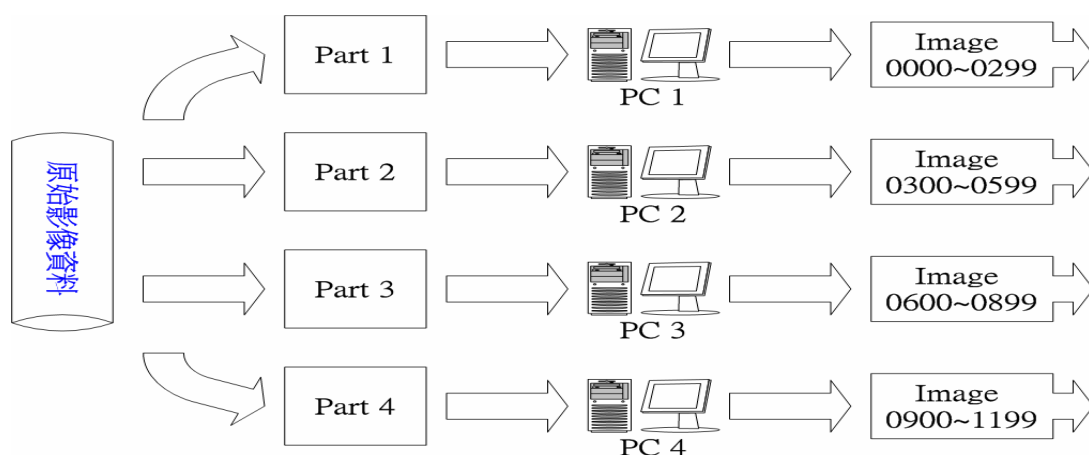 原始影像資料
Part 1
PC 1
Image
0000~0299
Part 2
PC 2
Image
0300~0599
Part 3
PC 3
Image
0600~0899
Part 4
PC 4
Image
0900~1199